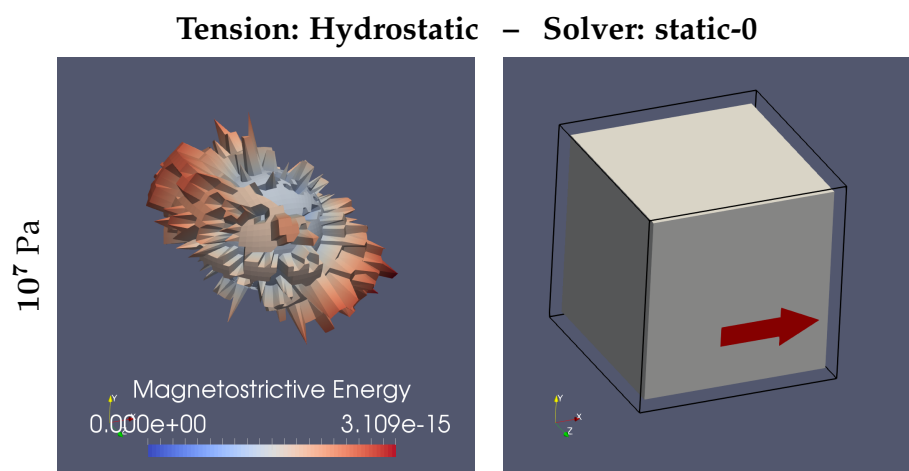 Tension: Hydrostatic – Solver: static-0
10⁷ Pa
Magnetostrictive Energy
0.000e+00 3.109e-15
Y
Z
Y
X
Z